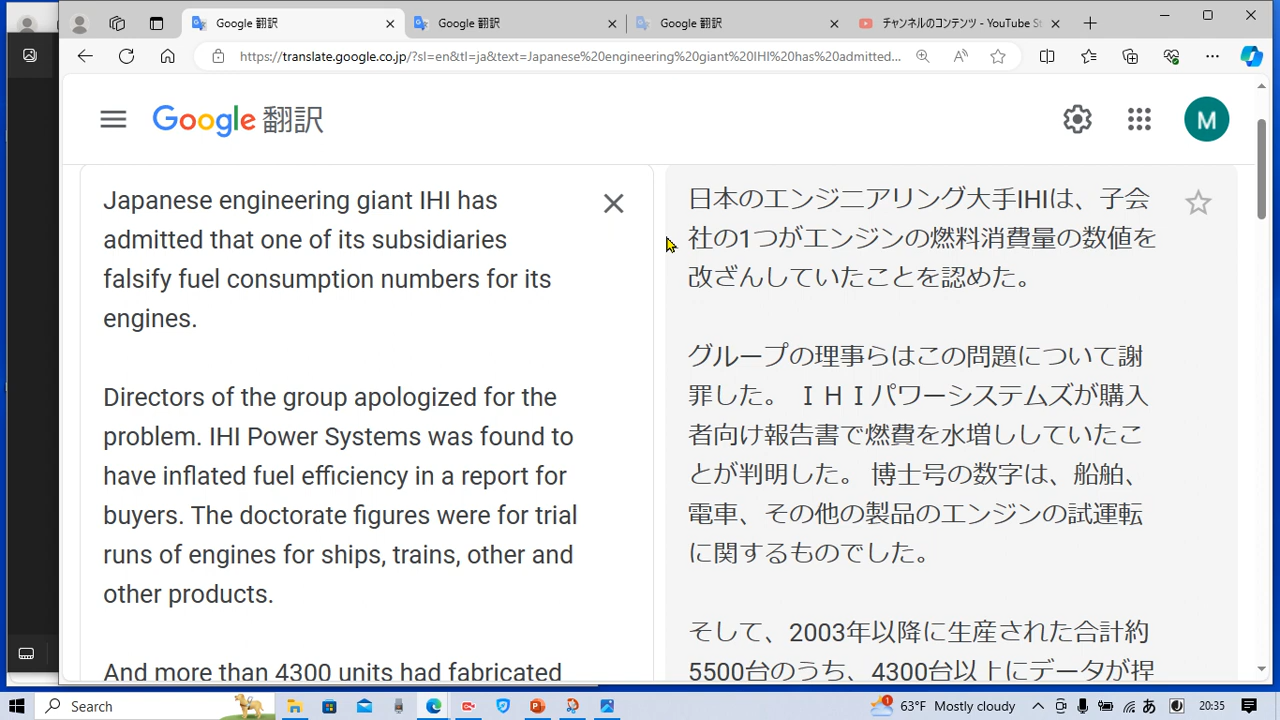 Google 翻訳
Google 翻訳
Google 翻訳
チャンネルのコンテンツ - YouTube St
https://translate.google.co.jp/?sl=en&tl=ja&text=Japanese%20engineering%20giant%20IHI%20has%20admitted...
Google 翻訳
M
Japanese engineering giant IHI has
admitted that one of its subsidiaries
falsify fuel consumption numbers for its
engines.
Directors of the group apologized for the
problem. IHI Power Systems was found to
have inflated fuel efficiency in a report for
buyers. The doctorate figures were for trial
runs of engines for ships, trains, other and
other products.
And more than 4300 units had fabricated
日本のエンジニアリング大手IHIは、子会
社の1つがエンジンの燃料消費量の数値を
改ざんしていたことを認めた。
グループの理事らはこの問題について謝
罪した。 ＩＨＩパワーシステムズが購入
者向け報告書で燃費を水増ししていたこ
とが判明した。 博士号の数字は、船舶、
電車、その他の製品のエンジンの試運転
に関するものでした。
そして、2003年以降に生産された合計約
5500台のうち、4300台以上にデータが捏
Search
63°F Mostly cloudy
あ
20:35